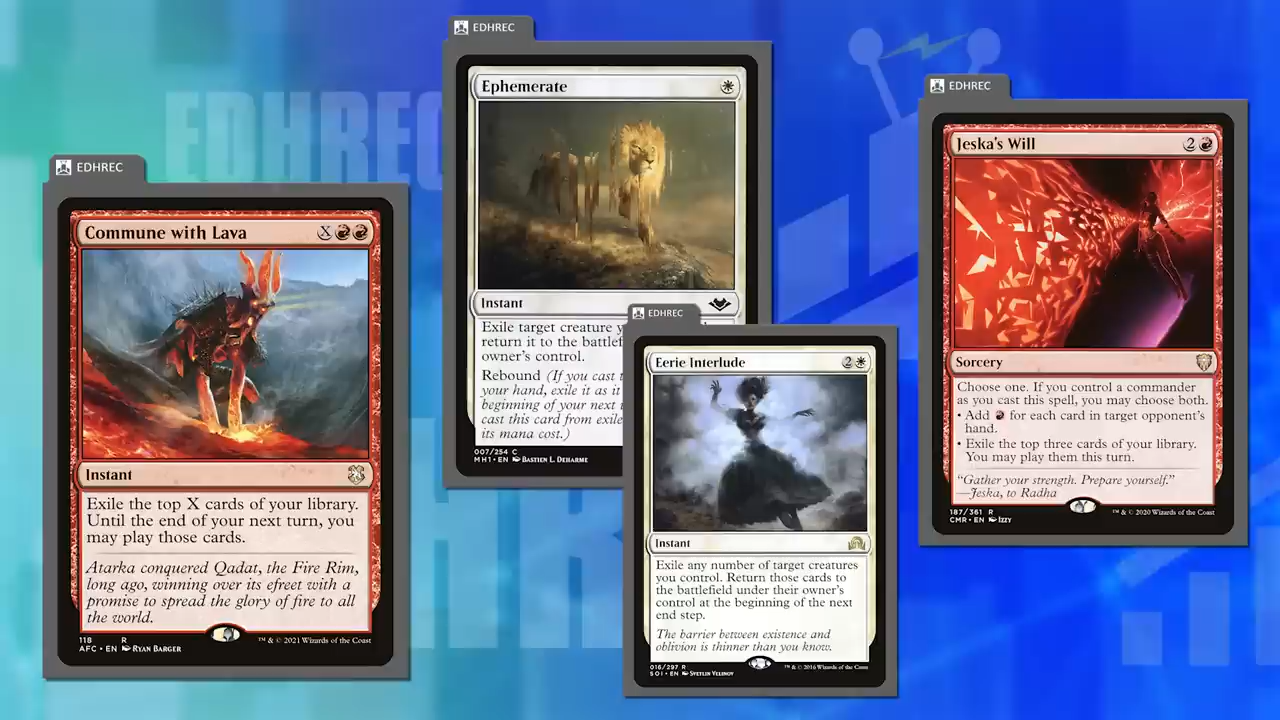 EDHREC
EDHREC
Commune with Lava
X
Instant
Exile the top X cards of your library.
Until the end of your next turn, you
may play those cards.
Atarka conquered Qadat, the Fire Rim,
long ago, winning over its efreet with a
promise to spread the glory of fire to all
the world.
118 R
AFC • EN Ryan Barger
™ & © 2021 Wizards of the Coast
EDHREC
Ephemerate
Instant
Exile target creature y
return it to the battlef
owner's control.
Rebound (If you cast t
your hand, exile it as it
beginning of your next
cast this card from exile
its mana cost.)
007/254 C
MH1 • EN Bastien L. Deharme
EDHREC
Eerie Interlude
2
Instant
Exile any number of target creatures
you control. Return those cards to
the battlefield under their owner's
control at the beginning of the next
end step.
The barrier between existence and
oblivion is thinner than you know.
016/297 R
SOI • EN Svetlin Velinov
™ & © 2016 Wizards of the Coast
EDHREC
Jeska's Will
2
Sorcery
Choose one. If you control a commander
as you cast this spell, you may choose both.
• Add for each card in target opponent's
hand.
• Exile the top three cards of your library.
You may play them this turn.
"Gather your strength. Prepare yourself."
—Jeska, to Radha
187/361 R
CMR • EN Izzy
™ & © 2020 Wizards of the Coast